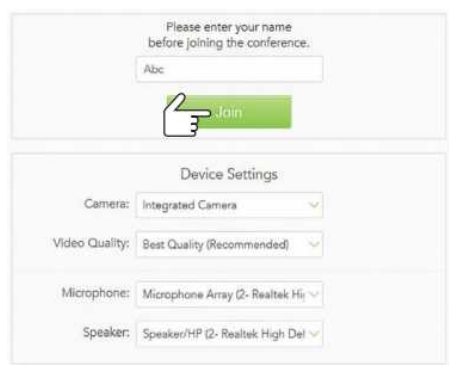 Please enter your name
before joining the conference.
Abc
Join
Device Settings
Camera: Integrated Camera
Video Quality: Best Quality (Recommended)
Microphone: Microphone Array (2- Realtek Hig
Speaker: Speaker/HP (2- Realtek High Def